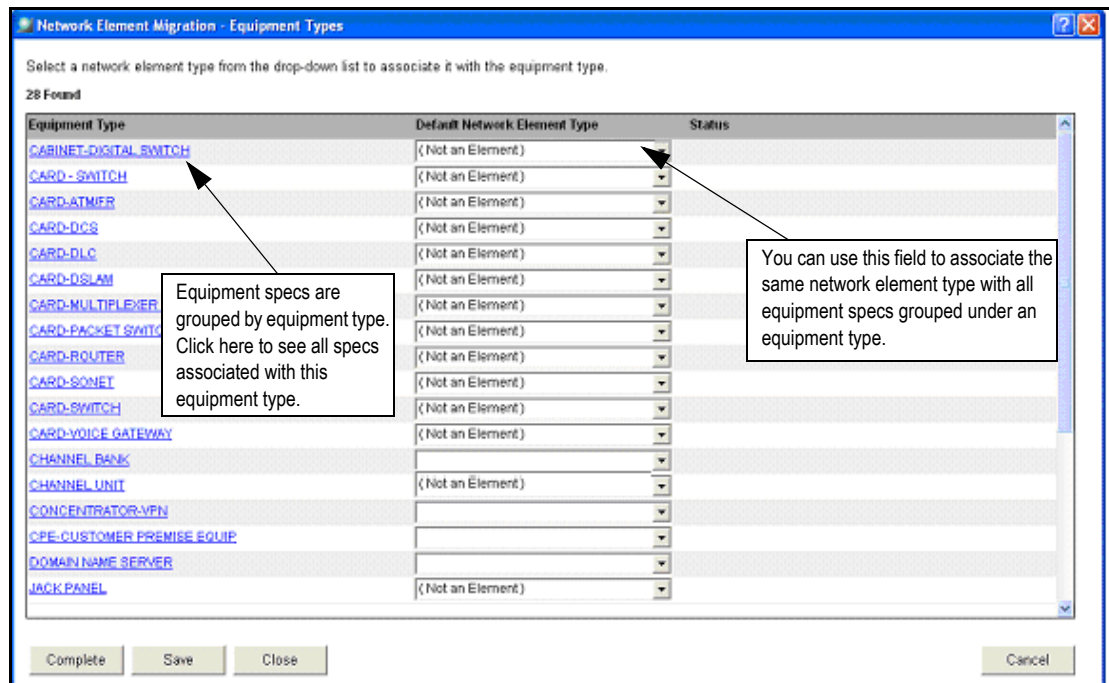 Network Element Migration - Equipment Types
Select a network element type from the drop-down list to associate it with the equipment type.
28 Found
Equipment Type Default Network Element Type Status
CABINET-DIGITAL SWITCH (Not an Element)
CARD - SWITCH (Not an Element)
CARD-ATM/FR (Not an Element)
CARD-DCS (Not an Element)
CARD-DLC (Not an Element)
CARD-DSLAM (Not an Element)
CARD-MULTIPLEXER (Not an Element)
CARD-PACKET (Not an Element)
CARD-ROUTER (Not an Element)
CARD-SONET (Not an Element)
CARD-SWITCH (Not an Element)
CARD-VOICE GATEWAY (Not an Element)
CHANNEL BANK
CHANNEL UNIT (Not an Element)
CONCENTRATOR-VPN
CPE-CUSTOMER PREMISE EQUIP
DOMAIN NAME SERVER
JACK PANEL (Not an Element)
Equipment specs are
grouped by equipment type.
Click here to see all specs
associated with this
equipment type.
You can use this field to associate the
same network element type with all
equipment specs grouped under an
equipment type.
Complete Save Close Cancel